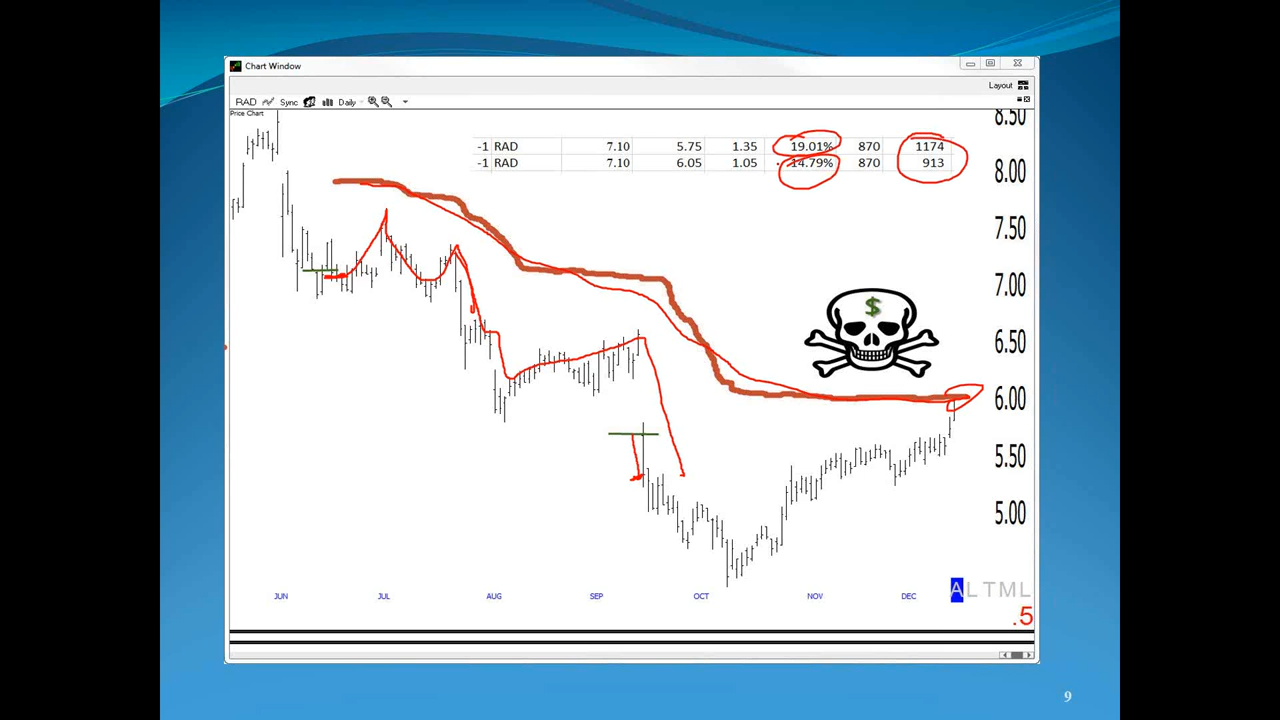 Chart Window
Layout
RAD Sync Daily
Price Chart
8.50
-1 RAD 7.10 5.75 1.35 19.01% 870 1174
-1 RAD 7.10 6.05 1.05 14.79% 870 913
8.00
7.50
7.00
$
6.50
6.00
5.50
5.00
JUN JUL AUG SEP OCT NOV DEC
A L T M L
.5
9